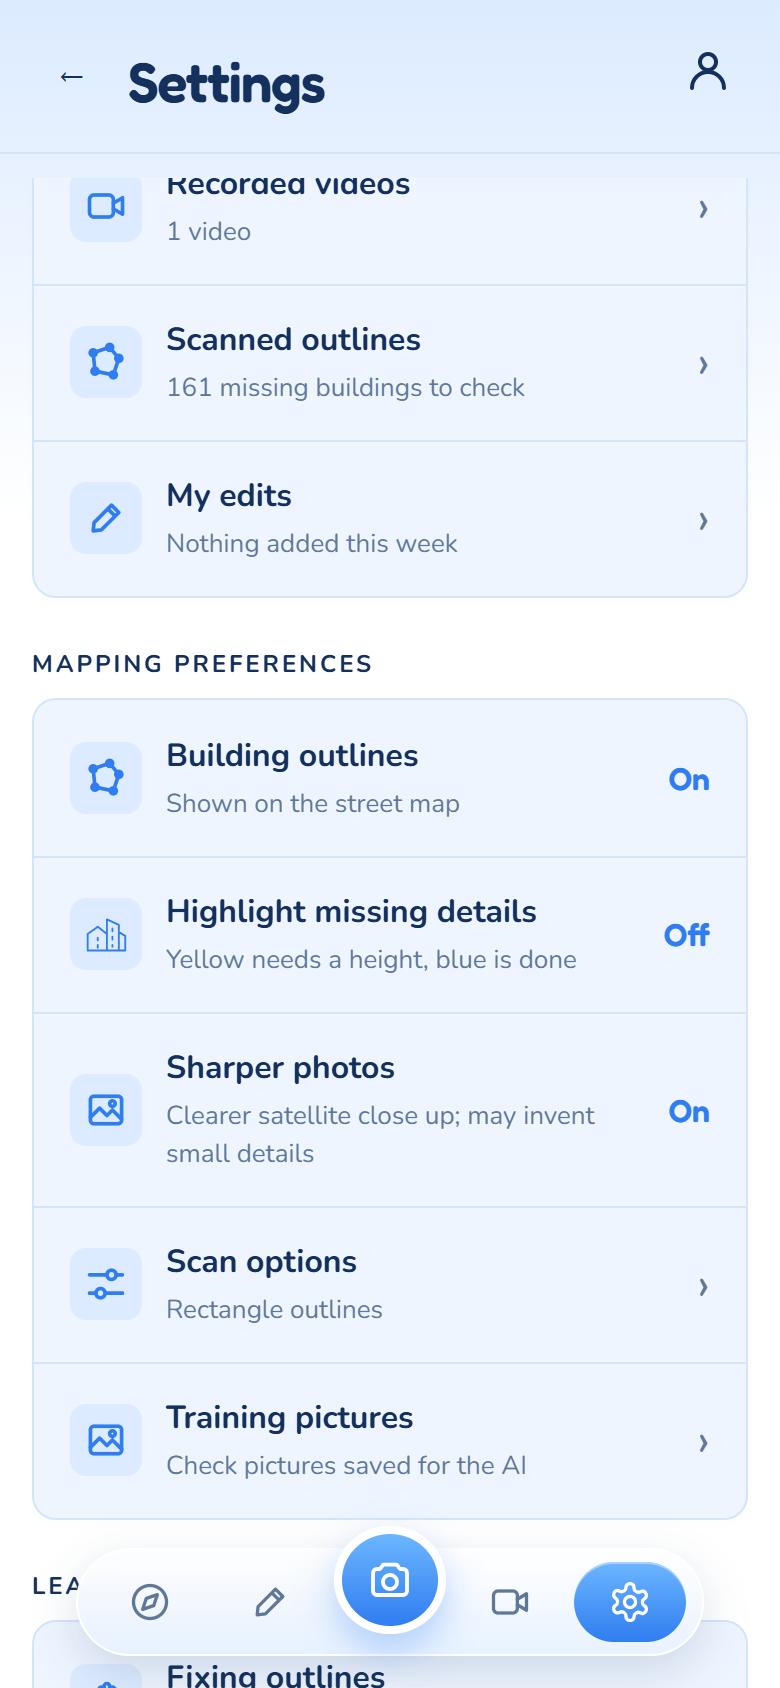 ← Settings
Recorded videos
1 video
›
Scanned outlines
161 missing buildings to check
›
My edits
Nothing added this week
›
MAPPING PREFERENCES
Building outlines
Shown on the street map
On
Highlight missing details
Yellow needs a height, blue is done
Off
Sharper photos
Clearer satellite close up; may invent
small details
On
Scan options
Rectangle outlines
›
Training pictures
Check pictures saved for the AI
›
Fixing outlines